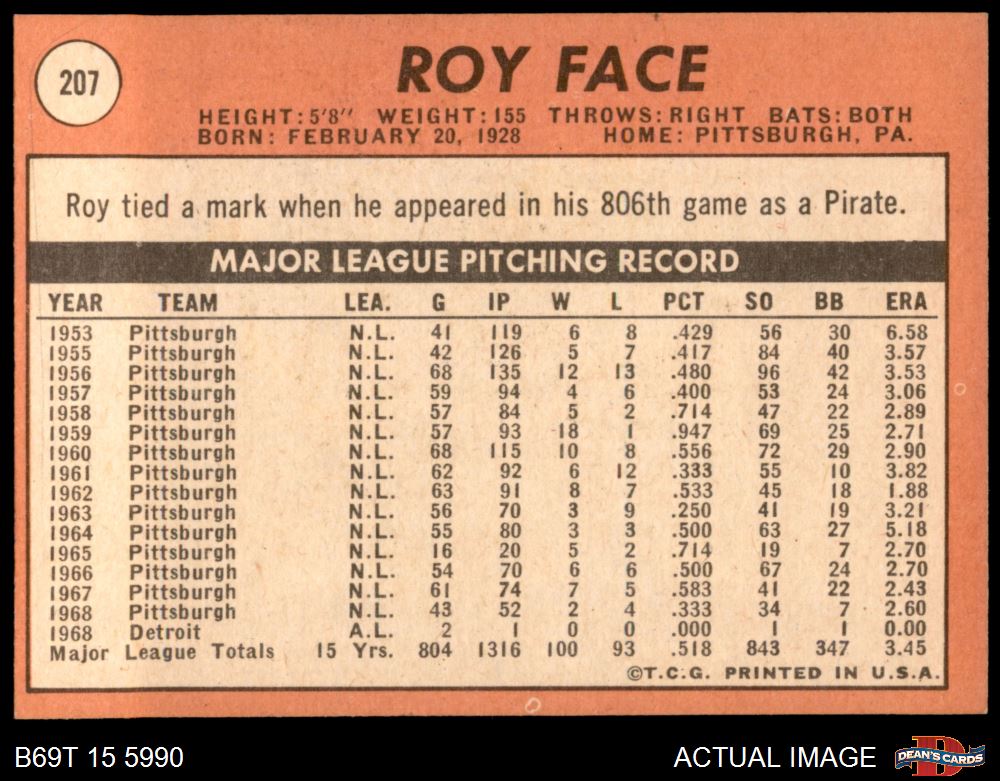 207
ROY FACE
HEIGHT: 5'8" WEIGHT: 155 THROWS: RIGHT BATS: BOTH
BORN: FEBRUARY 20, 1928 HOME: PITTSBURGH, PA.
Roy tied a mark when he appeared in his 806th game as a Pirate.
MAJOR LEAGUE PITCHING RECORD
YEAR TEAM LEA. G IP W L PCT SO BB ERA
1953 Pittsburgh N.L. 41 119 6 8 .429 56 30 6.58
1955 Pittsburgh N.L. 42 126 5 7 .417 84 40 3.57
1956 Pittsburgh N.L. 68 135 12 13 .480 96 42 3.53
1957 Pittsburgh N.L. 59 94 4 6 .400 53 24 3.06
1958 Pittsburgh N.L. 57 84 5 2 .714 47 22 2.89
1959 Pittsburgh N.L. 57 93 18 1 .947 69 25 2.71
1960 Pittsburgh N.L. 68 115 10 8 .556 72 29 2.90
1961 Pittsburgh N.L. 62 92 6 12 .333 55 10 3.82
1962 Pittsburgh N.L. 63 91 8 7 .533 45 18 1.88
1963 Pittsburgh N.L. 56 70 3 9 .250 41 19 3.21
1964 Pittsburgh N.L. 55 80 3 3 .500 63 27 5.18
1965 Pittsburgh N.L. 16 20 5 2 .714 19 7 2.70
1966 Pittsburgh N.L. 54 70 6 6 .500 67 24 2.70
1967 Pittsburgh N.L. 61 74 7 5 .583 41 22 2.43
1968 Pittsburgh N.L. 43 52 2 4 .333 34 7 2.60
1968 Detroit A.L. 2 1 0 0 .000 1 1 0.00
Major League Totals 15 Yrs. 804 1316 100 93 .518 843 347 3.45
©T.C.G. PRINTED IN U.S.A.
B69T 15 5990 ACTUAL IMAGE
D
DEAN'S CARDS